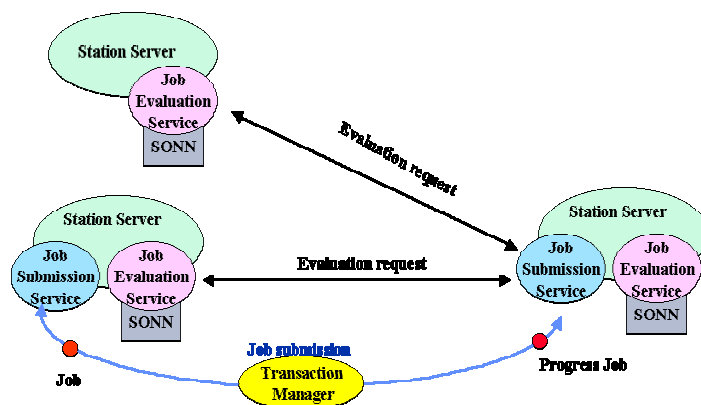 Station Server
Job
Evaluation
Service
SONN
Evaluation request
Station Server
Job
Submission
Service
Job
Evaluation
Service
SONN
Evaluation request
Station Server
Job
Submission
Service
Job
Evaluation
Service
SONN
Job submission
Transaction
Manager
Job
Progress Job